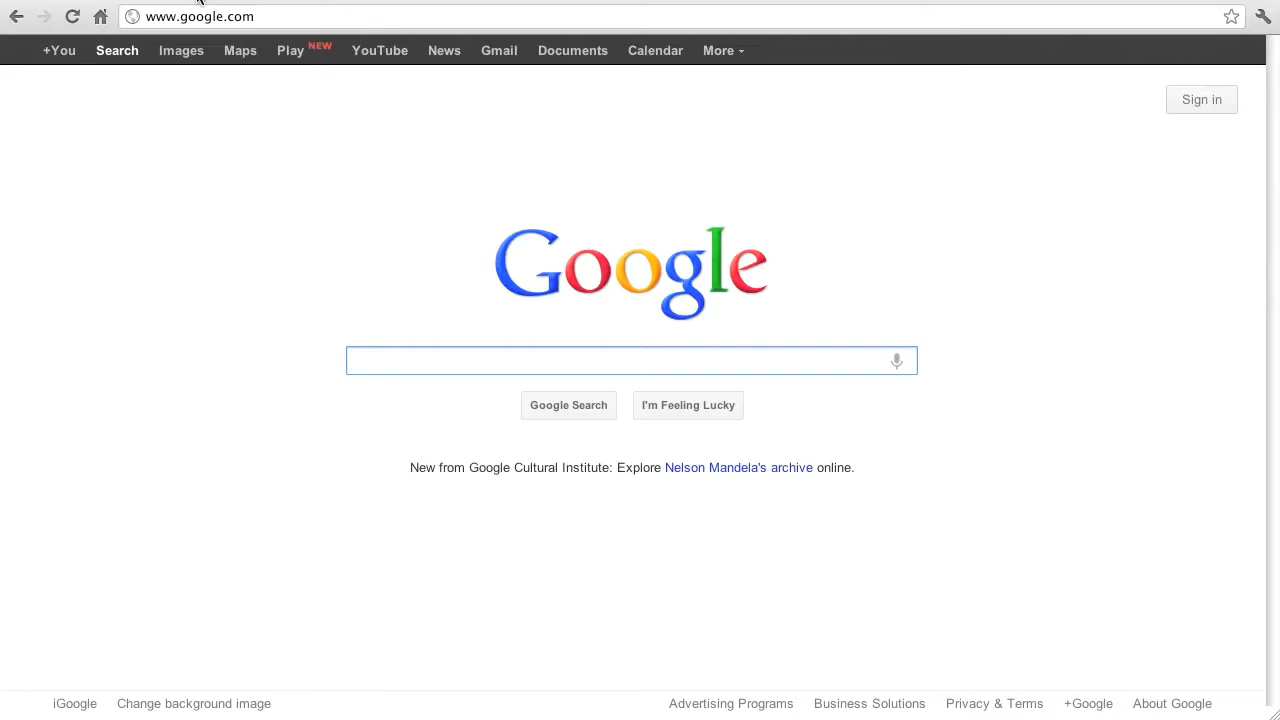 www.google.com
+You Search Images Maps Play NEW YouTube News Gmail Documents Calendar More
Sign in
Google
Google Search I'm Feeling Lucky
New from Google Cultural Institute: Explore Nelson Mandela's archive online.
iGoogle Change background image Advertising Programs Business Solutions Privacy & Terms +Google About Google